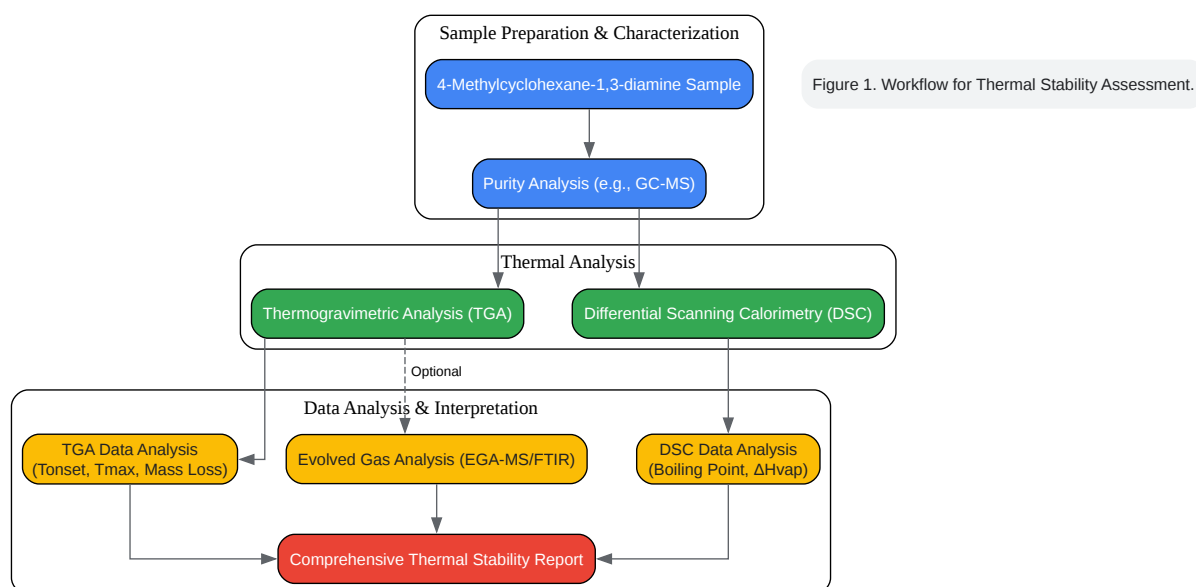 Sample Preparation & Characterization
4-Methylcyclohexane-1,3-diamine Sample
Figure 1. Workflow for Thermal Stability Assessment.
Purity Analysis (e.g., GC-MS)
Thermal Analysis
Thermogravimetric Analysis (TGA)
Differential Scanning Calorimetry (DSC)
Optional
Data Analysis & Interpretation
TGA Data Analysis
(Tonset, Tmax, Mass Loss)
Evolved Gas Analysis (EGA-MS/FTIR)
DSC Data Analysis
(Boiling Point, ΔHvap)
Comprehensive Thermal Stability Report